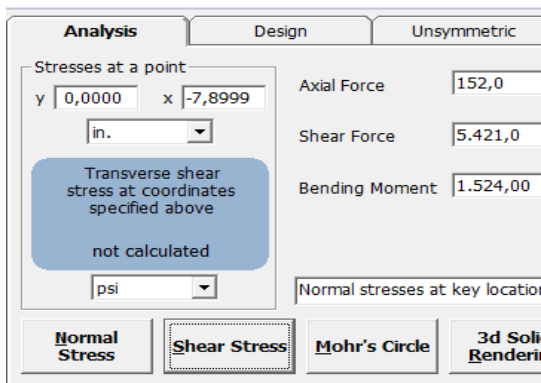 Analysis
Design
Unsymmetric
Stresses at a point
y 0,0000 x -7,8999
in.
Transverse shear
stress at coordinates
specified above
not calculated
psi
Axial Force 152,0
Shear Force 5.421,0
Bending Moment 1.524,00
Normal stresses at key location
Normal
Stress
Shear Stress
Mohr's Circle
3d Soli
Renderin